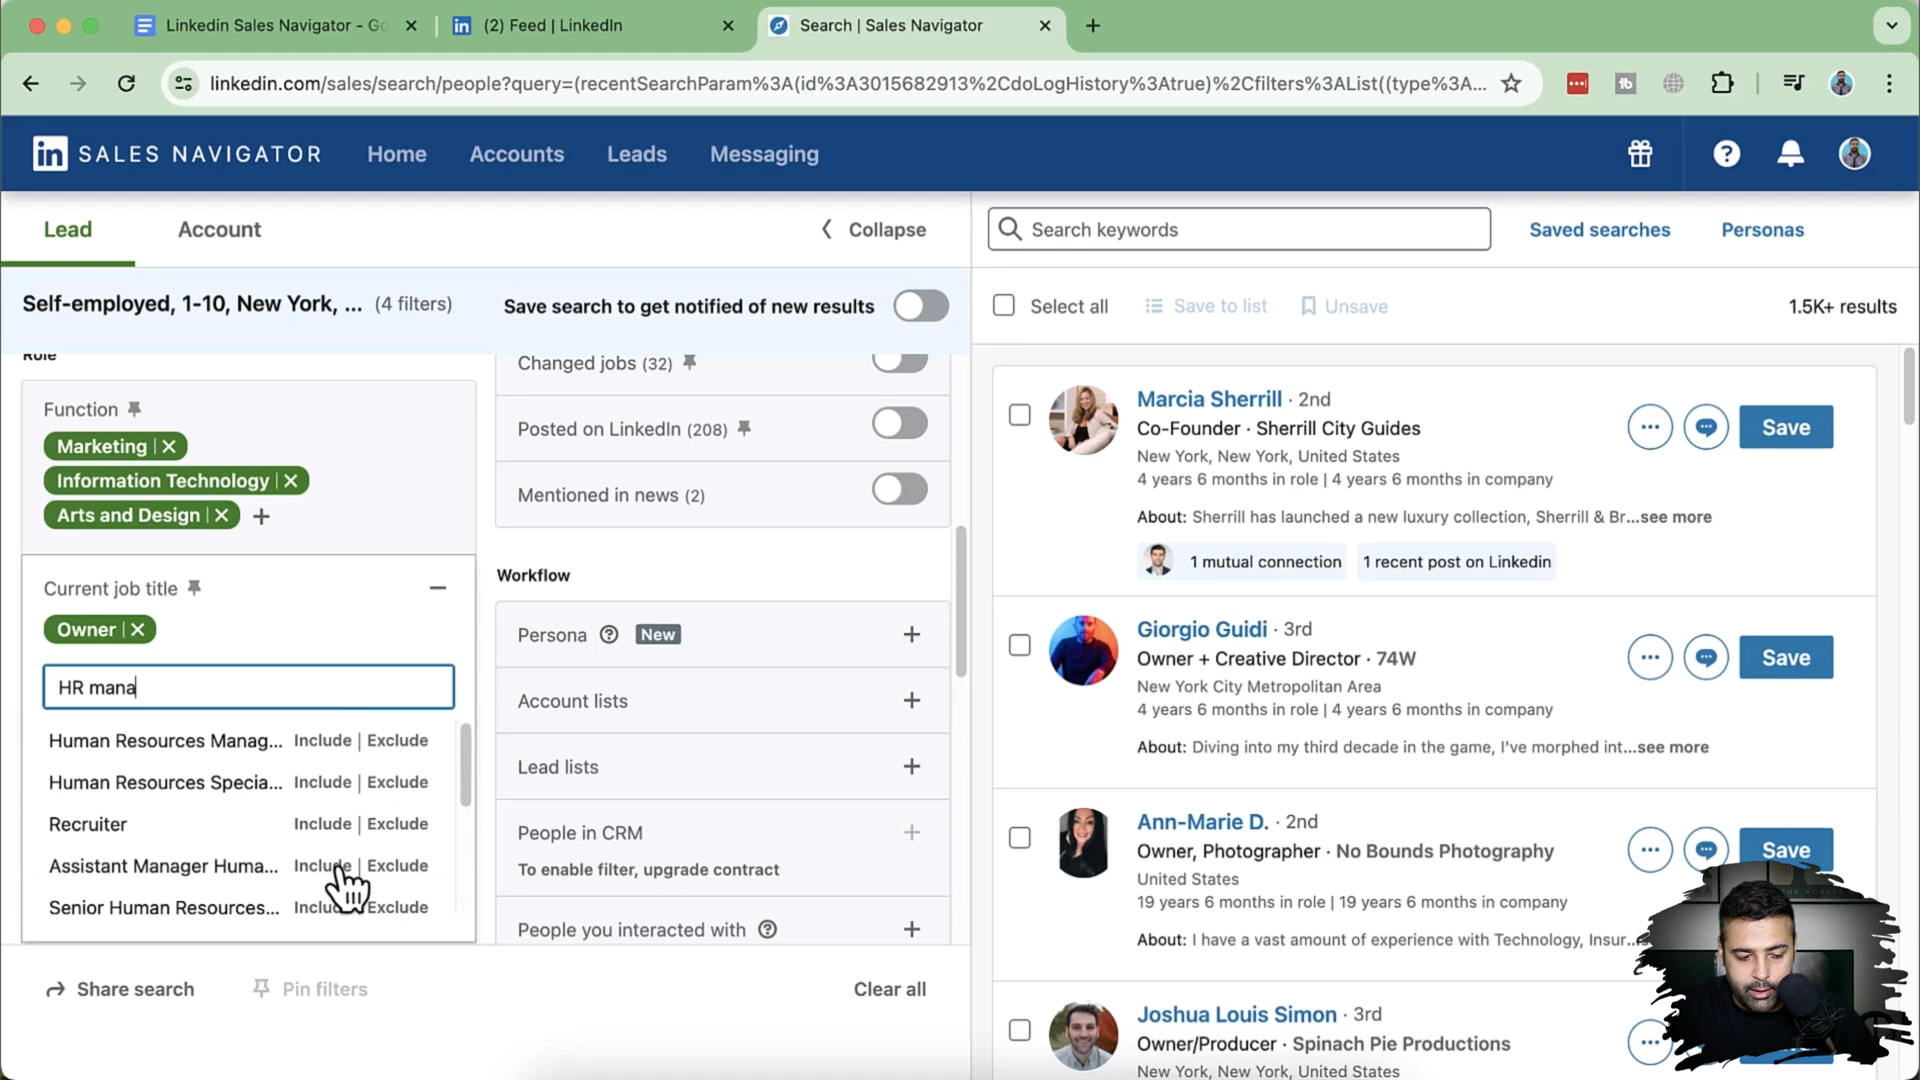 Linkedin Sales Navigator - Go
(2) Feed | LinkedIn
Search | Sales Navigator
linkedin.com/sales/search/people?query=(recentSearchParam%3A(id%3A3015682913%2CdoLogHistory%3Atrue)%2Cfilters%3AList((type%3A...
in SALES NAVIGATOR
Home
Accounts
Leads
Messaging
Lead
Account
Collapse
Search keywords
Saved searches
Personas
Self-employed, 1-10, New York, ... (4 filters)
Save search to get notified of new results
Select all
Save to list
Unsave
1.5K+ results
Role
Function
Marketing
Information Technology
Arts and Design
Current job title
Owner
HR mana
Human Resources Manag... Include | Exclude
Human Resources Specia... Include | Exclude
Recruiter Include | Exclude
Assistant Manager Huma... Include | Exclude
Senior Human Resources... Exclude
Changed jobs (32)
Posted on LinkedIn (208)
Mentioned in news (2)
Workflow
Persona New
Account lists
Lead lists
People in CRM
To enable filter, upgrade contract
People you interacted with
Share search
Pin filters
Clear all
Marcia Sherrill · 2nd
Co-Founder · Sherrill City Guides
New York, New York, United States
4 years 6 months in role | 4 years 6 months in company
About: Sherrill has launched a new luxury collection, Sherrill & Br...see more
1 mutual connection
1 recent post on Linkedin
Save
Giorgio Guidi · 3rd
Owner + Creative Director · 74W
New York City Metropolitan Area
4 years 6 months in role | 4 years 6 months in company
About: Diving into my third decade in the game, I've morphed int...see more
Save
Ann-Marie D. · 2nd
Owner, Photographer · No Bounds Photography
United States
19 years 6 months in role | 19 years 6 months in company
About: I have a vast amount of experience with Technology, Insur...
Save
Joshua Louis Simon · 3rd
Owner/Producer · Spinach Pie Productions
New York, New York, United States